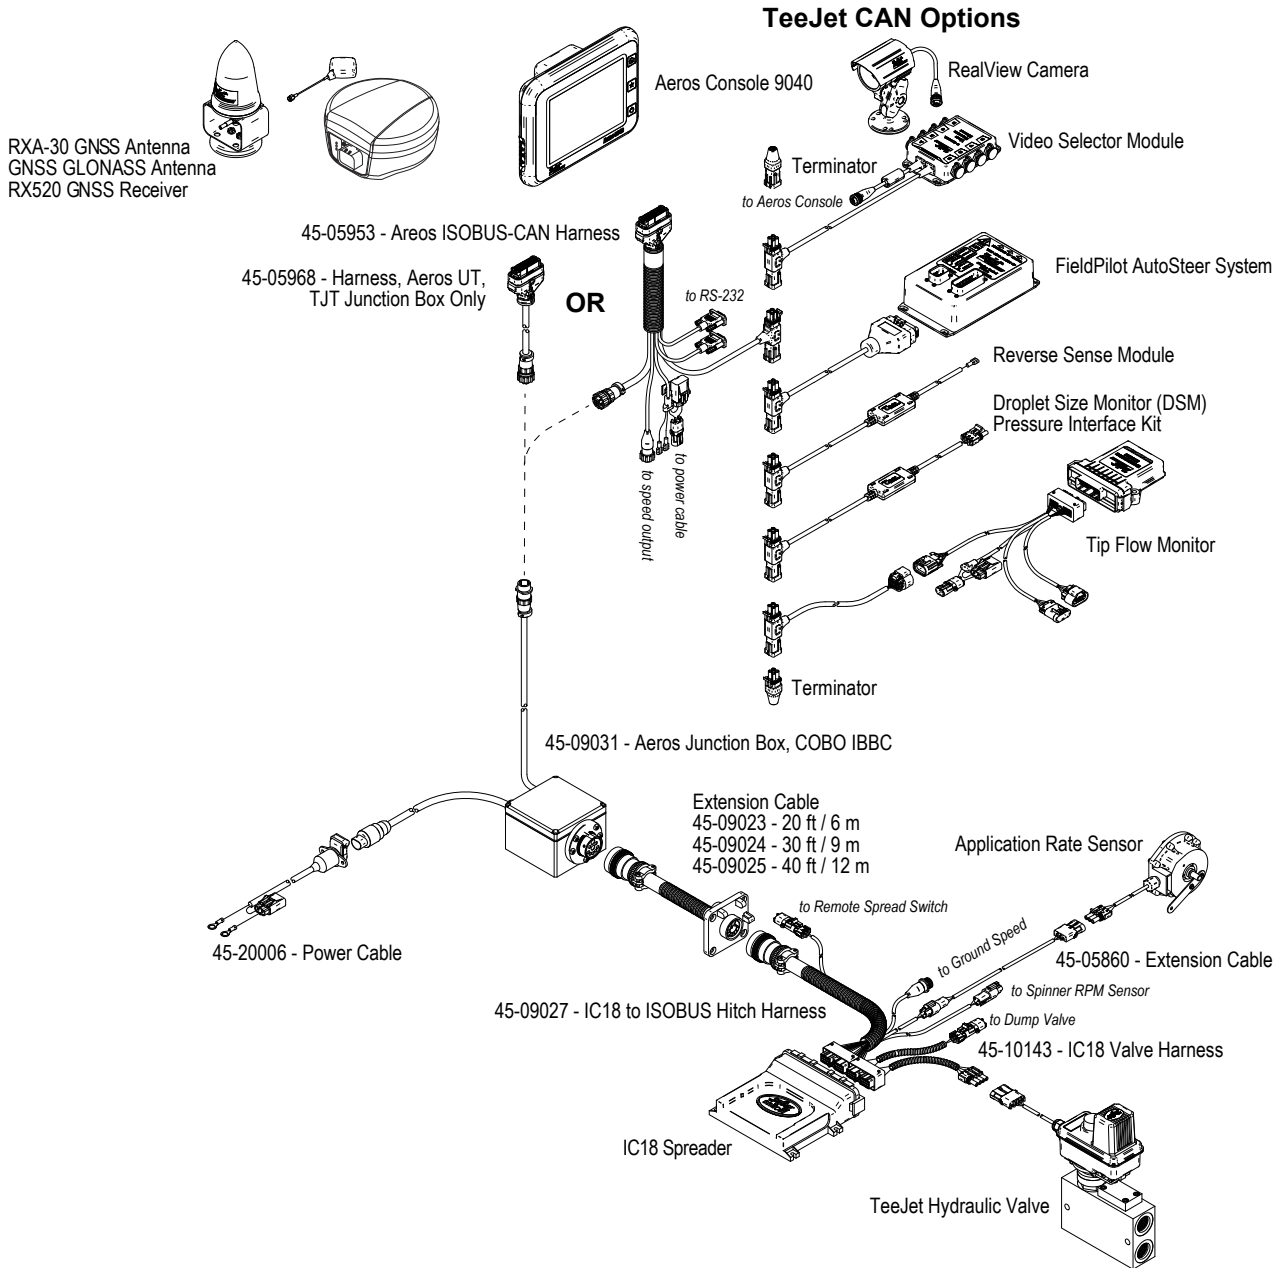 TeeJet CAN Options
RXA-30 GNSS Antenna
GNSS GLONASS Antenna
RX520 GNSS Receiver
Aeros Console 9040
RealView Camera
Video Selector Module
Terminator
to Aeros Console
45-05953 - Areos ISOBUS-CAN Harness
45-05968 - Harness, Aeros UT,
TJT Junction Box Only
OR
to RS-232
FieldPilot AutoSteer System
Reverse Sense Module
Droplet Size Monitor (DSM)
Pressure Interface Kit
to power cable
to speed output
Tip Flow Monitor
Terminator
45-09031 - Aeros Junction Box, COBO IBBC
Extension Cable
45-09023 - 20 ft / 6 m
45-09024 - 30 ft / 9 m
45-09025 - 40 ft / 12 m
Application Rate Sensor
to Remote Spread Switch
to Ground Speed
45-20006 - Power Cable
45-05860 - Extension Cable
to Spinner RPM Sensor
45-09027 - IC18 to ISOBUS Hitch Harness
to Dump Valve
45-10143 - IC18 Valve Harness
IC18 Spreader
TeeJet Hydraulic Valve